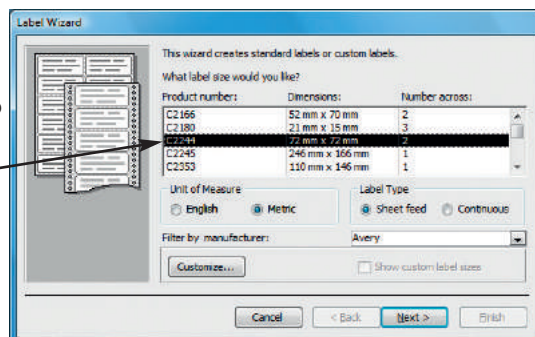 Label Wizard
This wizard creates standard labels or custom labels.
What label size would you like?
Product number: Dimensions: Number across:
C2166 52 mm x 70 mm 2
C2180 21 mm x 15 mm 3
C2244 72 mm x 72 mm 2
C2245 246 mm x 166 mm 1
C2353 110 mm x 146 mm 1
Unit of Measure Label Type
English Metric Sheet feed Continuous
Filter by manufacturer: Avery
Customize... Show custom label sizes
Cancel < Back Next > Finish